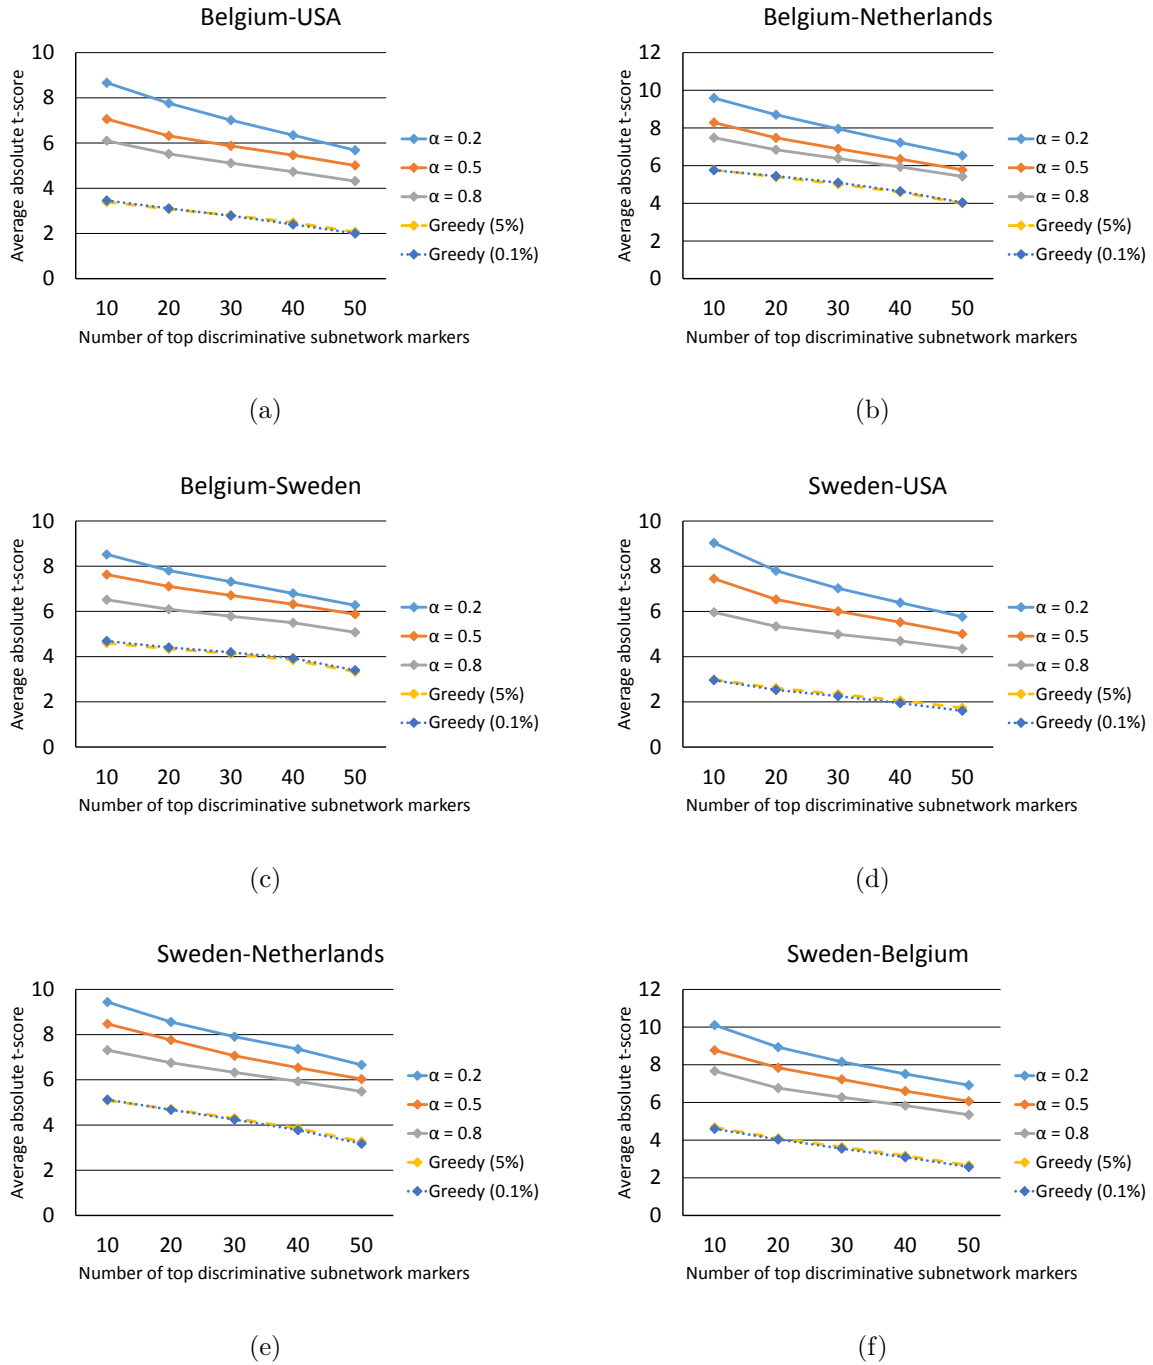 Belgium-USA
Average absolute t-score
10
8
6
4
2
0
10 20 30 40 50
Number of top discriminative subnetwork markers
α = 0.2
α = 0.5
α = 0.8
Greedy (5%)
Greedy (0.1%)
(a)
Belgium-Netherlands
Average absolute t-score
12
10
8
6
4
2
0
10 20 30 40 50
Number of top discriminative subnetwork markers
α = 0.2
α = 0.5
α = 0.8
Greedy (5%)
Greedy (0.1%)
(b)
Belgium-Sweden
Average absolute t-score
10
8
6
4
2
0
10 20 30 40 50
Number of top discriminative subnetwork markers
α = 0.2
α = 0.5
α = 0.8
Greedy (5%)
Greedy (0.1%)
(c)
Sweden-USA
Average absolute t-score
10
8
6
4
2
0
10 20 30 40 50
Number of top discriminative subnetwork markers
α = 0.2
α = 0.5
α = 0.8
Greedy (5%)
Greedy (0.1%)
(d)
Sweden-Netherlands
Average absolute t-score
10
8
6
4
2
0
10 20 30 40 50
Number of top discriminative subnetwork markers
α = 0.2
α = 0.5
α = 0.8
Greedy (5%)
Greedy (0.1%)
(e)
Sweden-Belgium
Average absolute t-score
12
10
8
6
4
2
0
10 20 30 40 50
Number of top discriminative subnetwork markers
α = 0.2
α = 0.5
α = 0.8
Greedy (5%)
Greedy (0.1%)
(f)